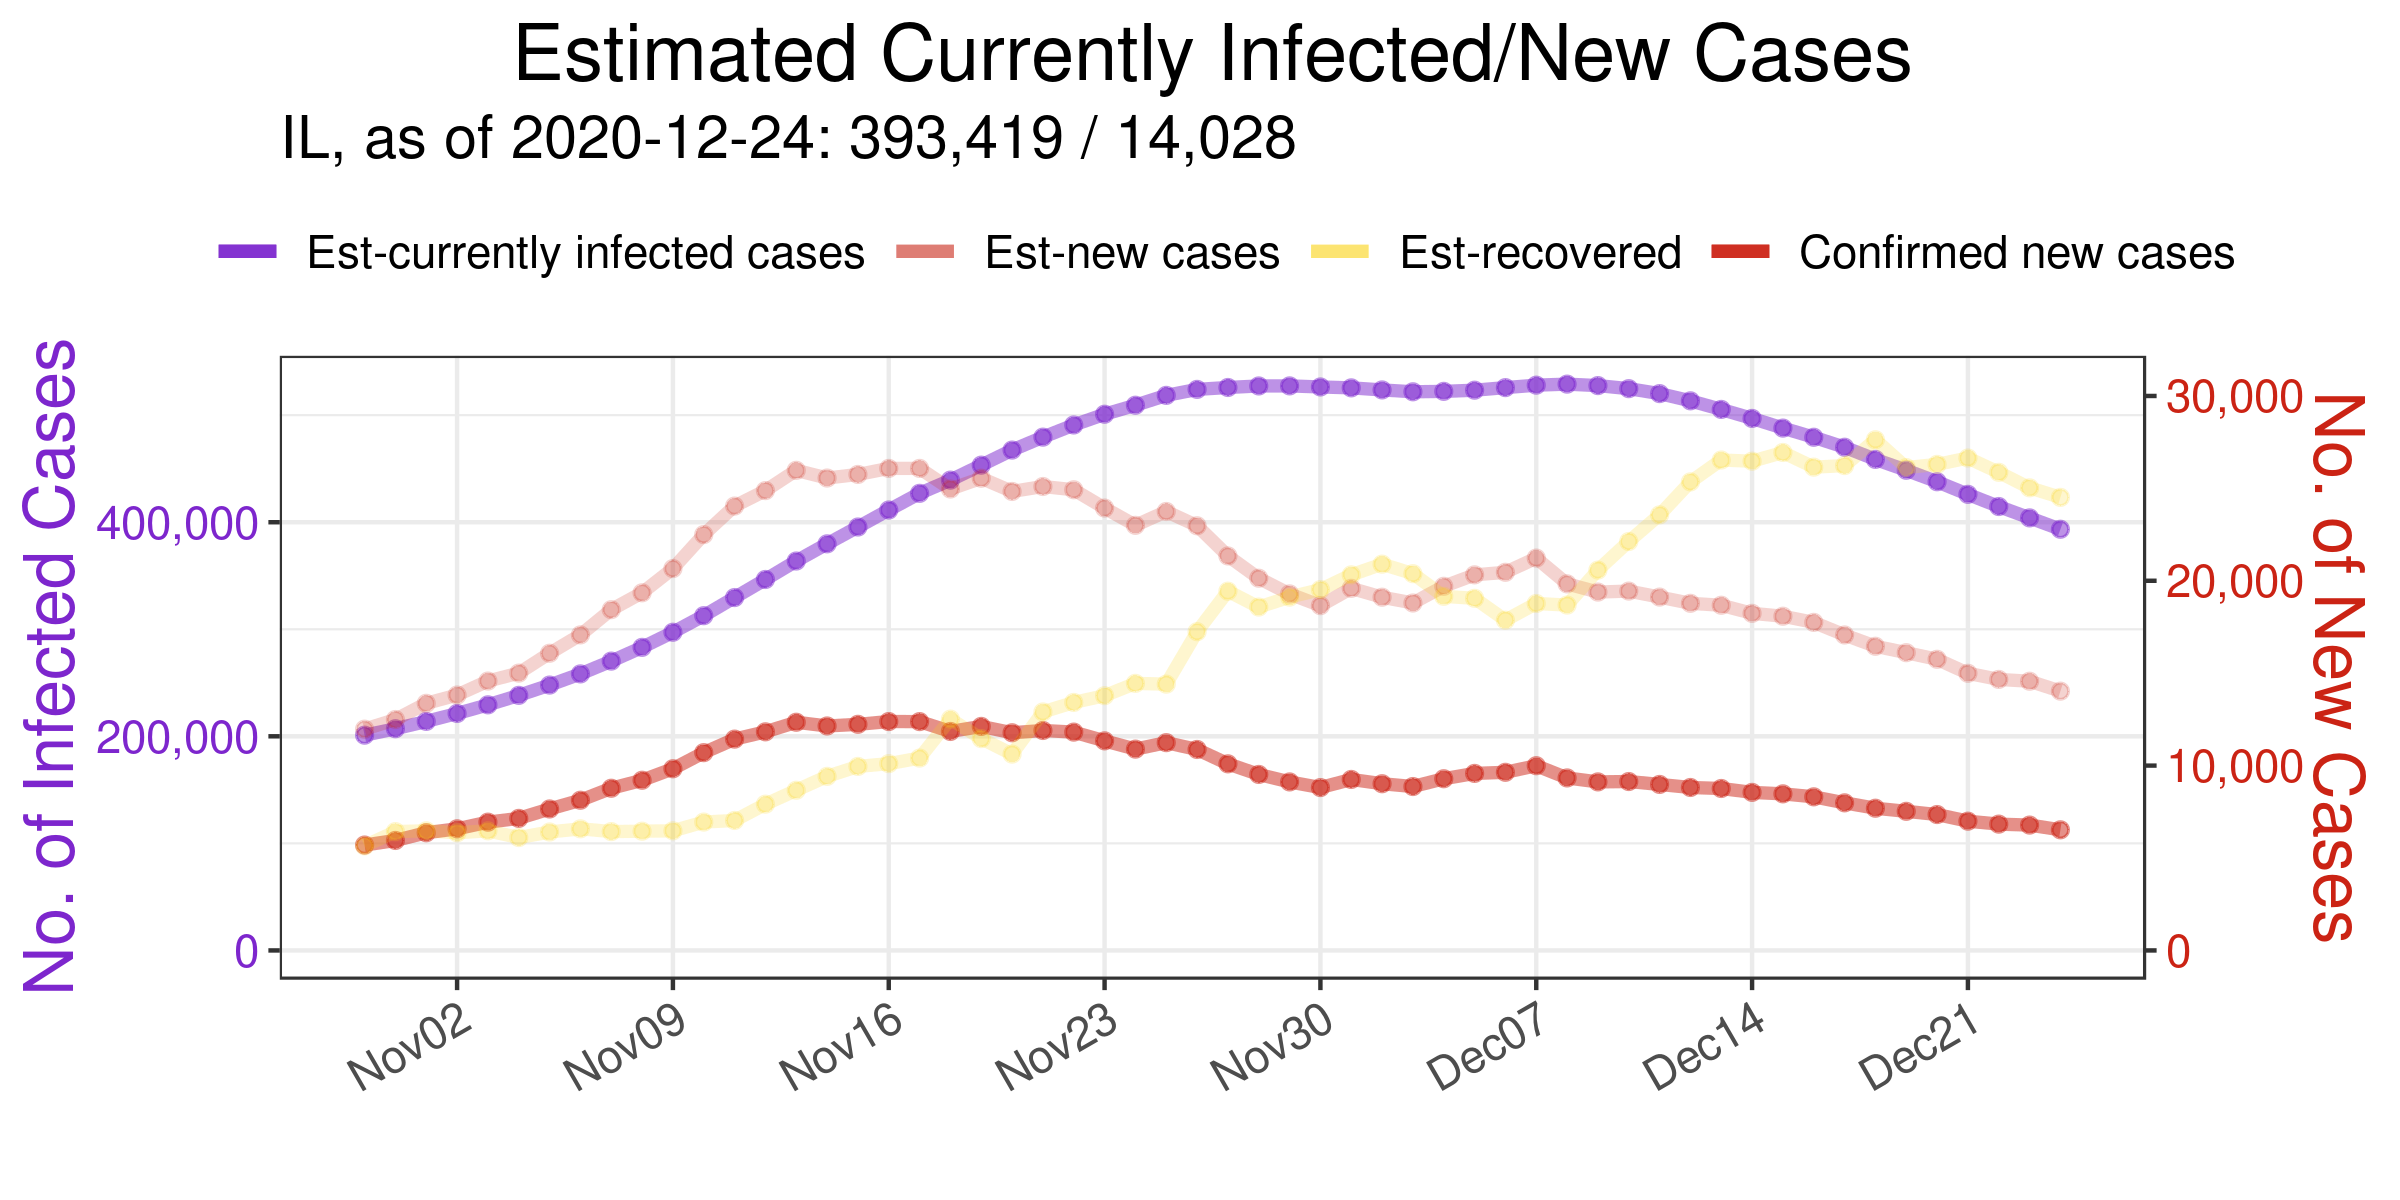 Estimated Currently Infected/New Cases
IL, as of 2020-12-24: 393,419 / 14,028
Est-currently infected cases Est-new cases Est-recovered Confirmed new cases
No. of Infected Cases
400,000
200,000
0
30,000
20,000
10,000
0
No. of New Cases
Nov02 Nov09 Nov16 Nov23 Nov30 Dec07 Dec14 Dec21